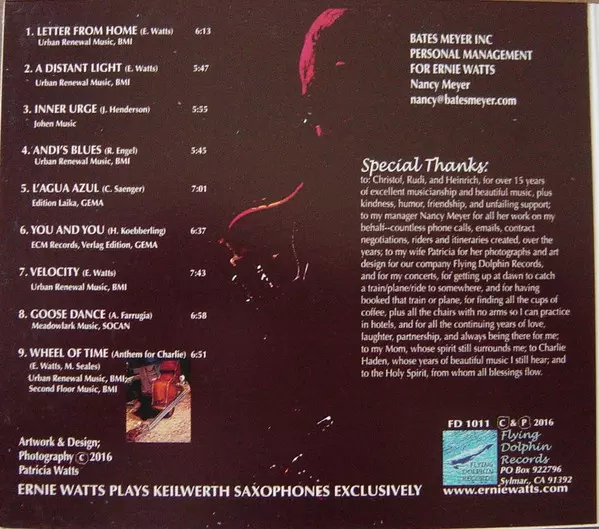 1. LETTER FROM HOME (E. Watts) 6:13
Urban Renewal Music, BMI
2. A DISTANT LIGHT (E. Watts) 5:47
Urban Renewal Music, BMI
3. INNER URGE (J. Henderson) 5:55
Johen Music
4. ANDI'S BLUES (R. Engel) 5:45
Urban Renewal Music, BMI
5. L'AGUA AZUL (C. Saenger) 7:01
Edition Laika, GEMA
6. YOU AND YOU (H. Koebberling) 6:37
ECM Records, Verlag Edition, GEMA
7. VELOCITY (E. Watts) 7:43
Urban Renewal Music, BMI
8. GOOSE DANCE (A. Farrugia) 6:58
Meadowlark Music, SOCAN
9. WHEEL OF TIME (Anthem for Charlie) 6:51
(E. Watts, M. Seales)
Urban Renewal Music, BMI,
Second Floor Music, BMI
Artwork & Design;
Photography © 2016
Patricia Watts
BATES MEYER INC
PERSONAL MANAGEMENT
FOR ERNIE WATTS
Nancy Meyer
nancy@batesmeyer.com
Special Thanks:
to: Christof, Rudi, and Heinrich, for over 15 years
of excellent musicianship and beautiful music, plus
kindness, humor, friendship, and unfailing support;
to my manager Nancy Meyer for all her work on my
behalf--countless phone calls, emails, contract
negotiations, riders and itineraries created, over the
years; to my wife Patricia for her photographs and art
design for our company Flying Dolphin Records,
and for my concerts, for getting up at dawn to catch
a train/plane/ride to somewhere, and for having
booked that train or plane, for finding all the cups of
coffee, plus all the chairs with no arms so I can practice
in hotels, and for all the continuing years of love,
laughter, partnership, and always being there for me;
to my Mom, whose spirit still surrounds me; to Charlie
Haden, whose years of beautiful music I still hear; and
to the Holy Spirit, from whom all blessings flow.
FD 1011 © & ℗ 2016
Flying
Dolphin
Records
PO Box 922796
Sylmar, CA 91392
FLYING
DOLPHIN
RECORDS
www.erniewatts.com
ERNIE WATTS PLAYS KEILWERTH SAXOPHONES EXCLUSIVELY